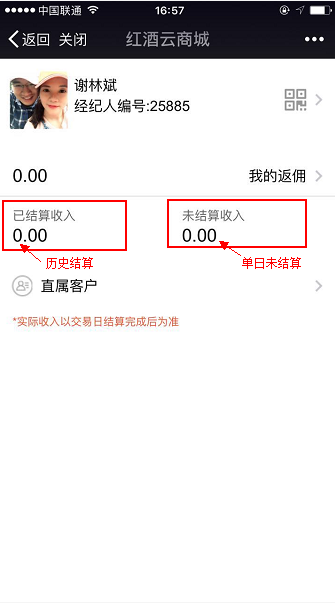 中国联通 16:57
返回 关闭 红酒云商城
谢林斌
经纪人编号:25885
0.00 我的返佣
已结算收入 未结算收入
0.00 0.00
历史结算 单日未结算
直属客户
*实际收入以交易日结算完成后为准